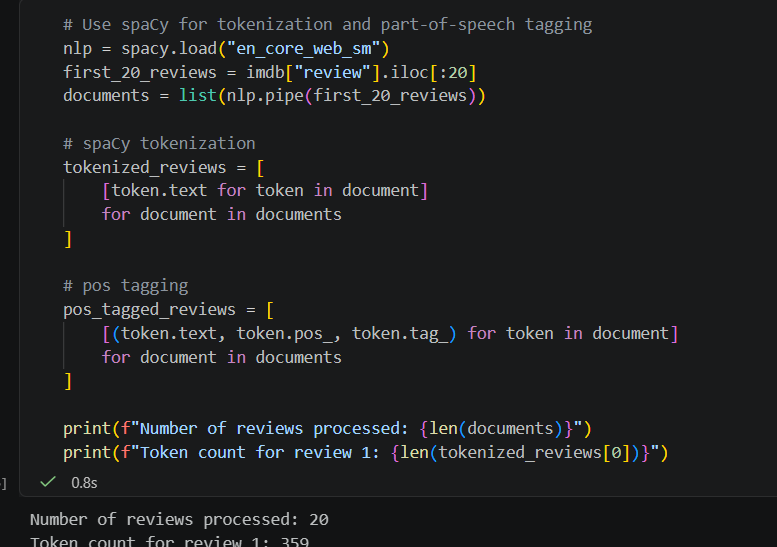 # Use spaCy for tokenization and part-of-speech tagging
nlp = spacy.load("en_core_web_sm")
first_20_reviews = imdb["review"].iloc[:20]
documents = list(nlp.pipe(first_20_reviews))

# spaCy tokenization
tokenized_reviews = [
    [token.text for token in document]
    for document in documents
]

# pos tagging
pos_tagged_reviews = [
    [(token.text, token.pos_, token.tag_) for token in document]
    for document in documents
]

print(f"Number of reviews processed: {len(documents)}")
print(f"Token count for review 1: {len(tokenized_reviews[0])}")
] 0.8s
Number of reviews processed: 20
Token count for review 1: 359